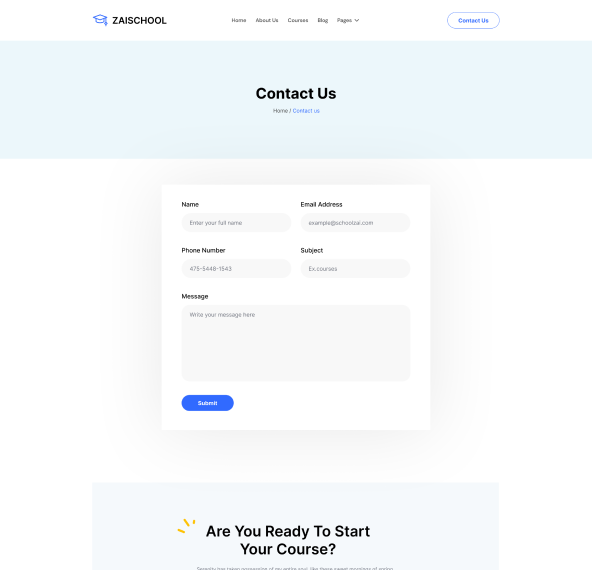 ZAISCHOOL
Home About Us Courses Blog Pages
Contact Us
Contact Us
Home / Contact us
Name
Email Address
Enter your full name
example@schoolzai.com
Phone Number
Subject
475-5448-1543
Ex.courses
Message
Write your message here
Submit
Are You Ready To Start
Your Course?